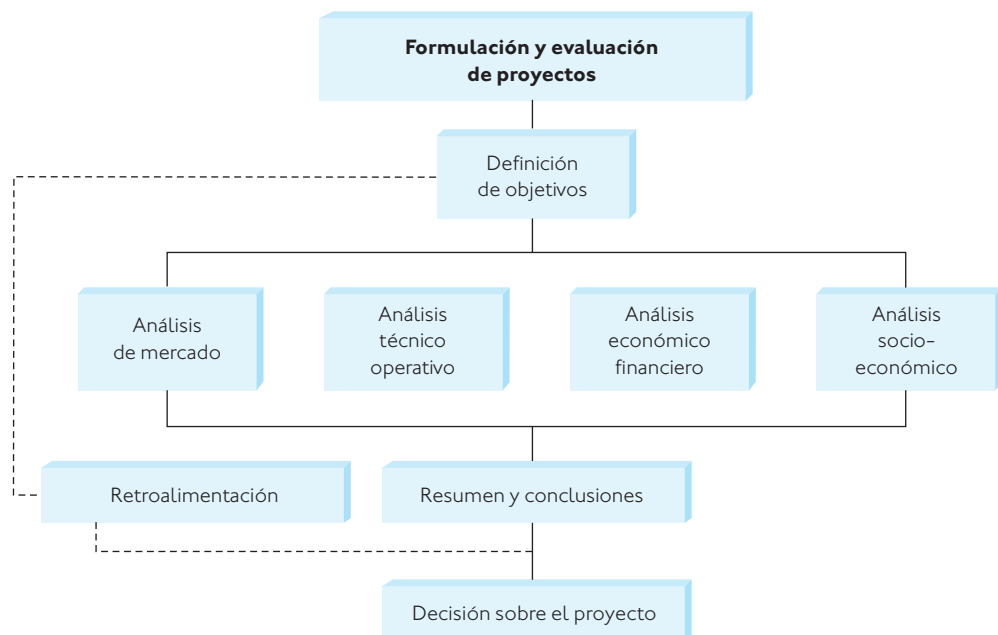 Formulación y evaluación
de proyectos
Definición
de objetivos
Análisis
de mercado
Análisis
técnico
operativo
Análisis
económico
financiero
Análisis
socio-
económico
Retroalimentación
Resumen y conclusiones
Decisión sobre el proyecto